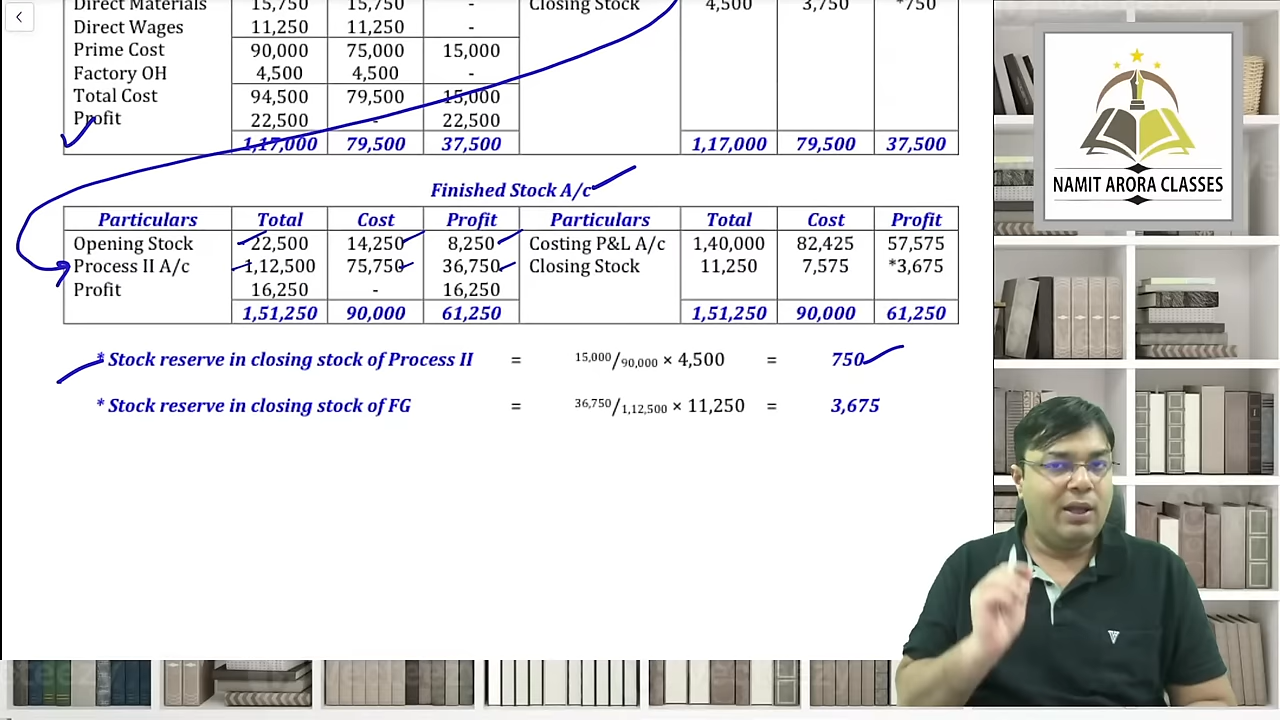 Direct Materials 15,750 15,750 - Closing Stock 4,500 3,750 *750
Direct Wages 11,250 11,250 -
Prime Cost 90,000 75,000 15,000
Factory OH 4,500 4,500 -
Total Cost 94,500 79,500 15,000
Profit 22,500 - 22,500
1,17,000 79,500 37,500 1,17,000 79,500 37,500
Finished Stock A/c
Particulars Total Cost Profit Particulars Total Cost Profit
Opening Stock 22,500 14,250 8,250 Costing P&L A/c 1,40,000 82,425 57,575
Process II A/c 1,12,500 75,750 36,750 Closing Stock 11,250 7,575 *3,675
Profit 16,250 - 16,250
1,51,250 90,000 61,250 1,51,250 90,000 61,250
* Stock reserve in closing stock of Process II = 15,000/90,000 × 4,500 = 750
* Stock reserve in closing stock of FG = 36,750/1,12,500 × 11,250 = 3,675
NAMIT ARORA CLASSES